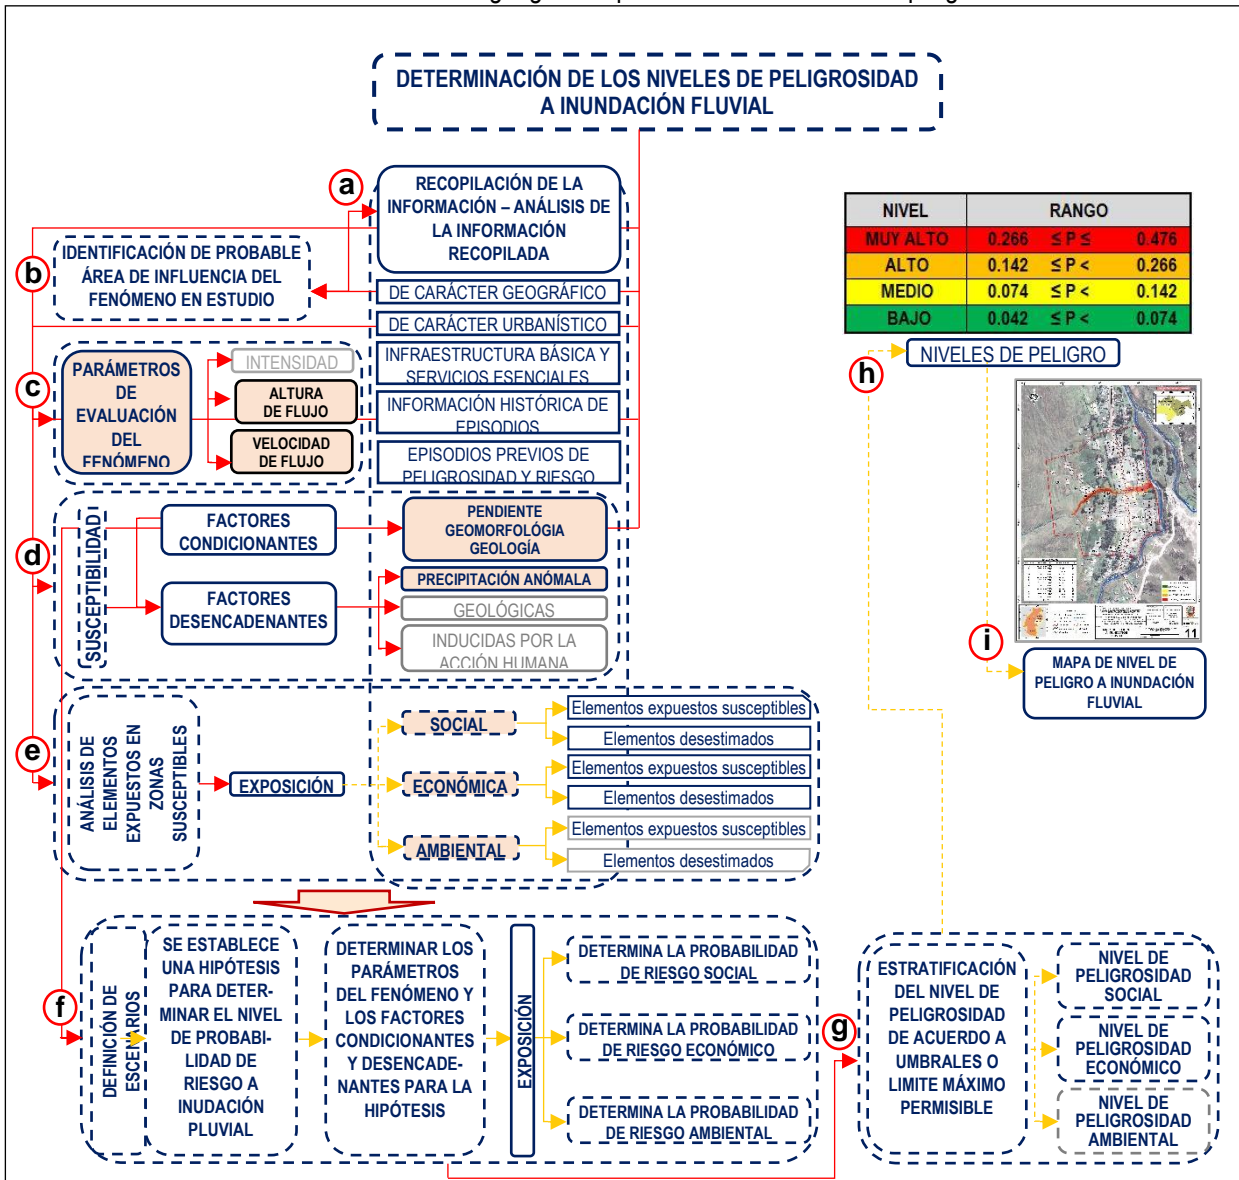 DETERMINACIÓN DE LOS NIVELES DE PELIGROSIDAD
A INUNDACIÓN FLUVIAL
a
RECOPILACIÓN DE LA
INFORMACIÓN – ANÁLISIS DE
LA INFORMACIÓN
RECOPILADA
b
IDENTIFICACIÓN DE PROBABLE
ÁREA DE INFLUENCIA DEL
FENÓMENO EN ESTUDIO
DE CARÁCTER GEOGRÁFICO
DE CARÁCTER URBANÍSTICO
INFRAESTRUCTURA BÁSICA Y
SERVICIOS ESENCIALES
INFORMACIÓN HISTÓRICA DE
EPISODIOS
EPISODIOS PREVIOS DE
PELIGROSIDAD Y RIESGO
c
PARÁMETROS
DE
EVALUACIÓN
DEL
FENÓMENO
INTENSIDAD
ALTURA
DE FLUJO
VELOCIDAD
DE FLUJO
d
SUSCEPTIBILIDAD
FACTORES
CONDICIONANTES
PENDIENTE
GEOMORFOLÓGIA
GEOLOGÍA
FACTORES
DESENCADENANTES
PRECIPITACIÓN ANÓMALA
GEOLÓGICAS
INDUCIDAS POR LA
ACCIÓN HUMANA
e
ANÁLISIS DE
ELEMENTOS
EXPUESTOS EN
ZONAS
SUSCEPTIBLES
EXPOSICIÓN
SOCIAL
Elementos expuestos susceptibles
Elementos desestimados
ECONÓMICA
Elementos expuestos susceptibles
Elementos desestimados
AMBIENTAL
Elementos expuestos susceptibles
Elementos desestimados
f
DEFINICIÓN DE
ESCENARIOS
SE ESTABLECE
UNA HIPÓTESIS
PARA DETER-
MINAR EL NIVEL
DE PROBABI-
LIDAD DE
RIESGO A
INUDACIÓN
PLUVIAL
DETERMINAR LOS
PARÁMETROS
DEL FENÓMENO Y
LOS FACTORES
CONDICIONANTES
Y DESENCADE-
NANTES PARA LA
HIPÓTESIS
EXPOSICIÓN
DETERMINA LA PROBABILIDAD
DE RIESGO SOCIAL
DETERMINA LA PROBABILIDAD
DE RIESGO ECONÓMICO
DETERMINA LA PROBABILIDAD
DE RIESGO AMBIENTAL
g
ESTRATIFICACIÓN
DEL NIVEL DE
PELIGROSIDAD
DE ACUERDO A
UMBRALES O
LIMITE MÁXIMO
PERMISIBLE
NIVEL DE
PELIGROSIDAD
SOCIAL
NIVEL DE
PELIGROSIDAD
ECONÓMICO
NIVEL DE
PELIGROSIDAD
AMBIENTAL
NIVEL RANGO
MUY ALTO 0.266 ≤ P ≤ 0.476
ALTO 0.142 ≤ P < 0.266
MEDIO 0.074 ≤ P < 0.142
BAJO 0.042 ≤ P < 0.074
h
NIVELES DE PELIGRO
11
i
MAPA DE NIVEL DE
PELIGRO A INUNDACIÓN
FLUVIAL